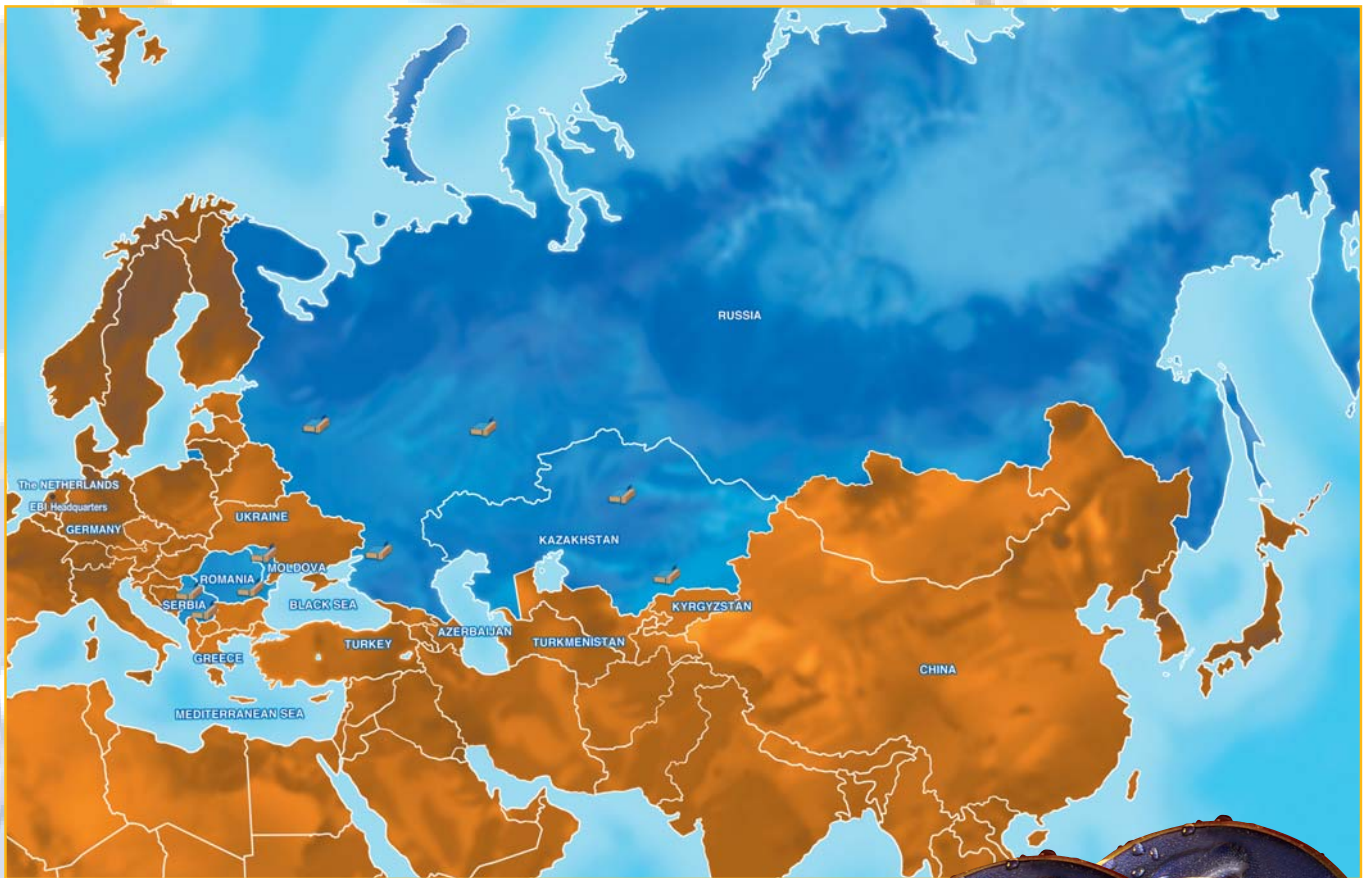 RUSSIA
The NETHERLANDS
EBI Headquarters
GERMANY
UKRAINE
KAZAKHSTAN
MOLDOVA
ROMANIA
SERBIA
BLACK SEA
KYRGYZSTAN
AZERBAIJAN
TURKMENISTAN
TURKEY
GREECE
CHINA
MEDITERRANEAN SEA